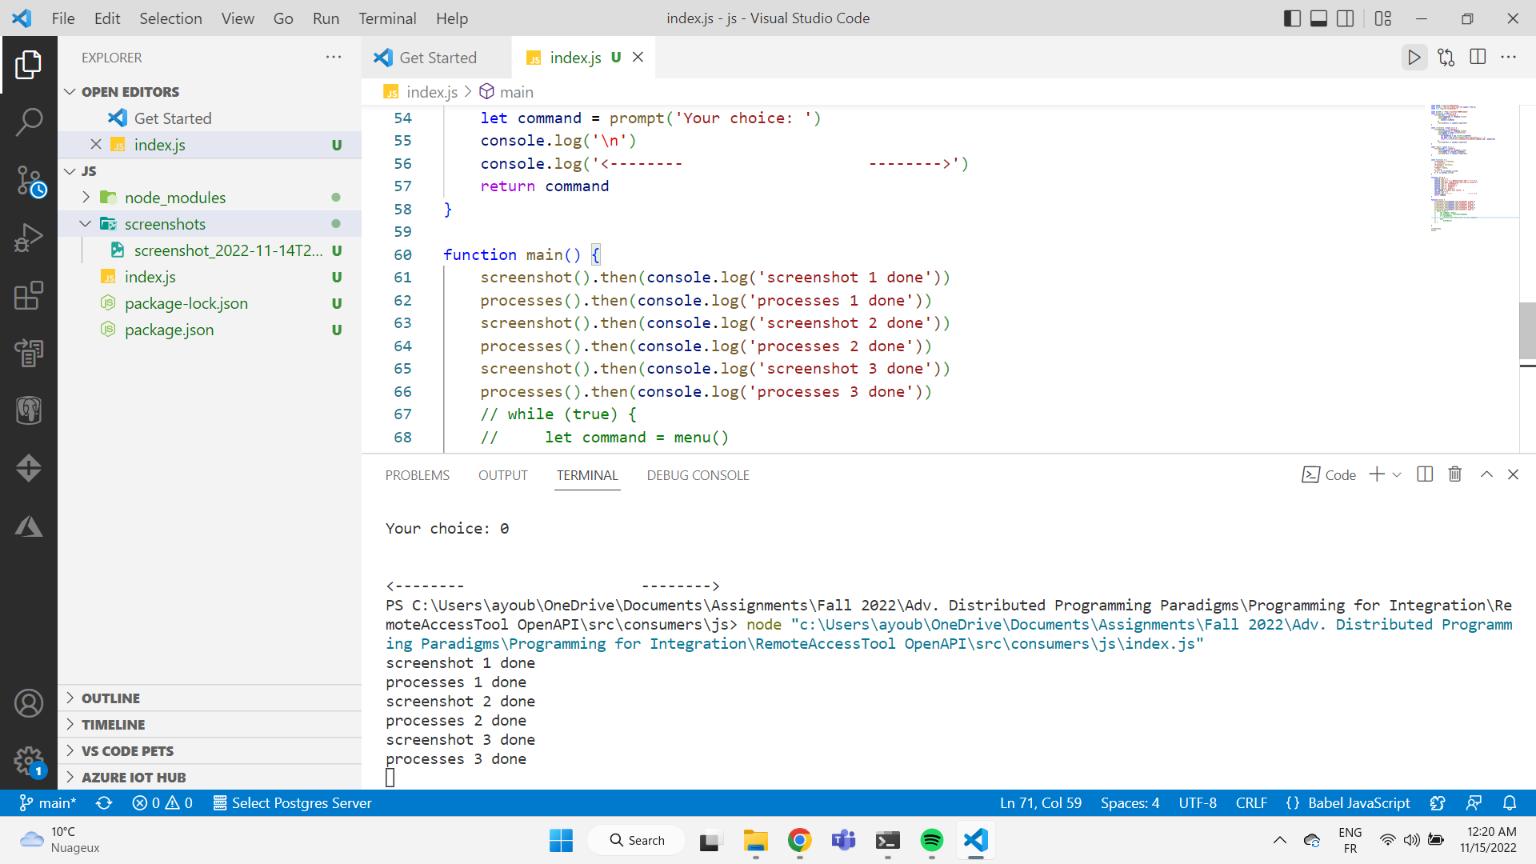 File Edit Selection View Go Run Terminal Help
index.js - js - Visual Studio Code
EXPLORER
OPEN EDITORS
Get Started
index.js U
JS
node_modules
screenshots
screenshot_2022-11-14T2... U
index.js U
package-lock.json U
package.json U
OUTLINE
TIMELINE
VS CODE PETS
AZURE IOT HUB
Get Started
index.js U
index.js > main
54 let command = prompt('Your choice: ')
55 console.log('\n')
56 console.log('<-------- -------->')
57 return command
58 }
59
60 function main() {
61 screenshot().then(console.log('screenshot 1 done'))
62 processes().then(console.log('processes 1 done'))
63 screenshot().then(console.log('screenshot 2 done'))
64 processes().then(console.log('processes 2 done'))
65 screenshot().then(console.log('screenshot 3 done'))
66 processes().then(console.log('processes 3 done'))
67 // while (true) {
68 // let command = menu()
PROBLEMS OUTPUT TERMINAL DEBUG CONSOLE
Code
Your choice: 0
<-------- -------->
PS C:\Users\ayoub\OneDrive\Documents\Assignments\Fall 2022\Adv. Distributed Programming Paradigms\Programming for Integration\Re
moteAccessTool OpenAPI\src\consumers\js> node "c:\Users\ayoub\OneDrive\Documents\Assignments\Fall 2022\Adv. Distributed Programm
ing Paradigms\Programming for Integration\RemoteAccessTool OpenAPI\src\consumers\js\index.js"
screenshot 1 done
processes 1 done
screenshot 2 done
processes 2 done
screenshot 3 done
processes 3 done
main* 0 0 Select Postgres Server
Ln 71, Col 59 Spaces: 4 UTF-8 CRLF {} Babel JavaScript
10°C
Nuageux
Search
ENG
FR
12:20 AM
11/15/2022